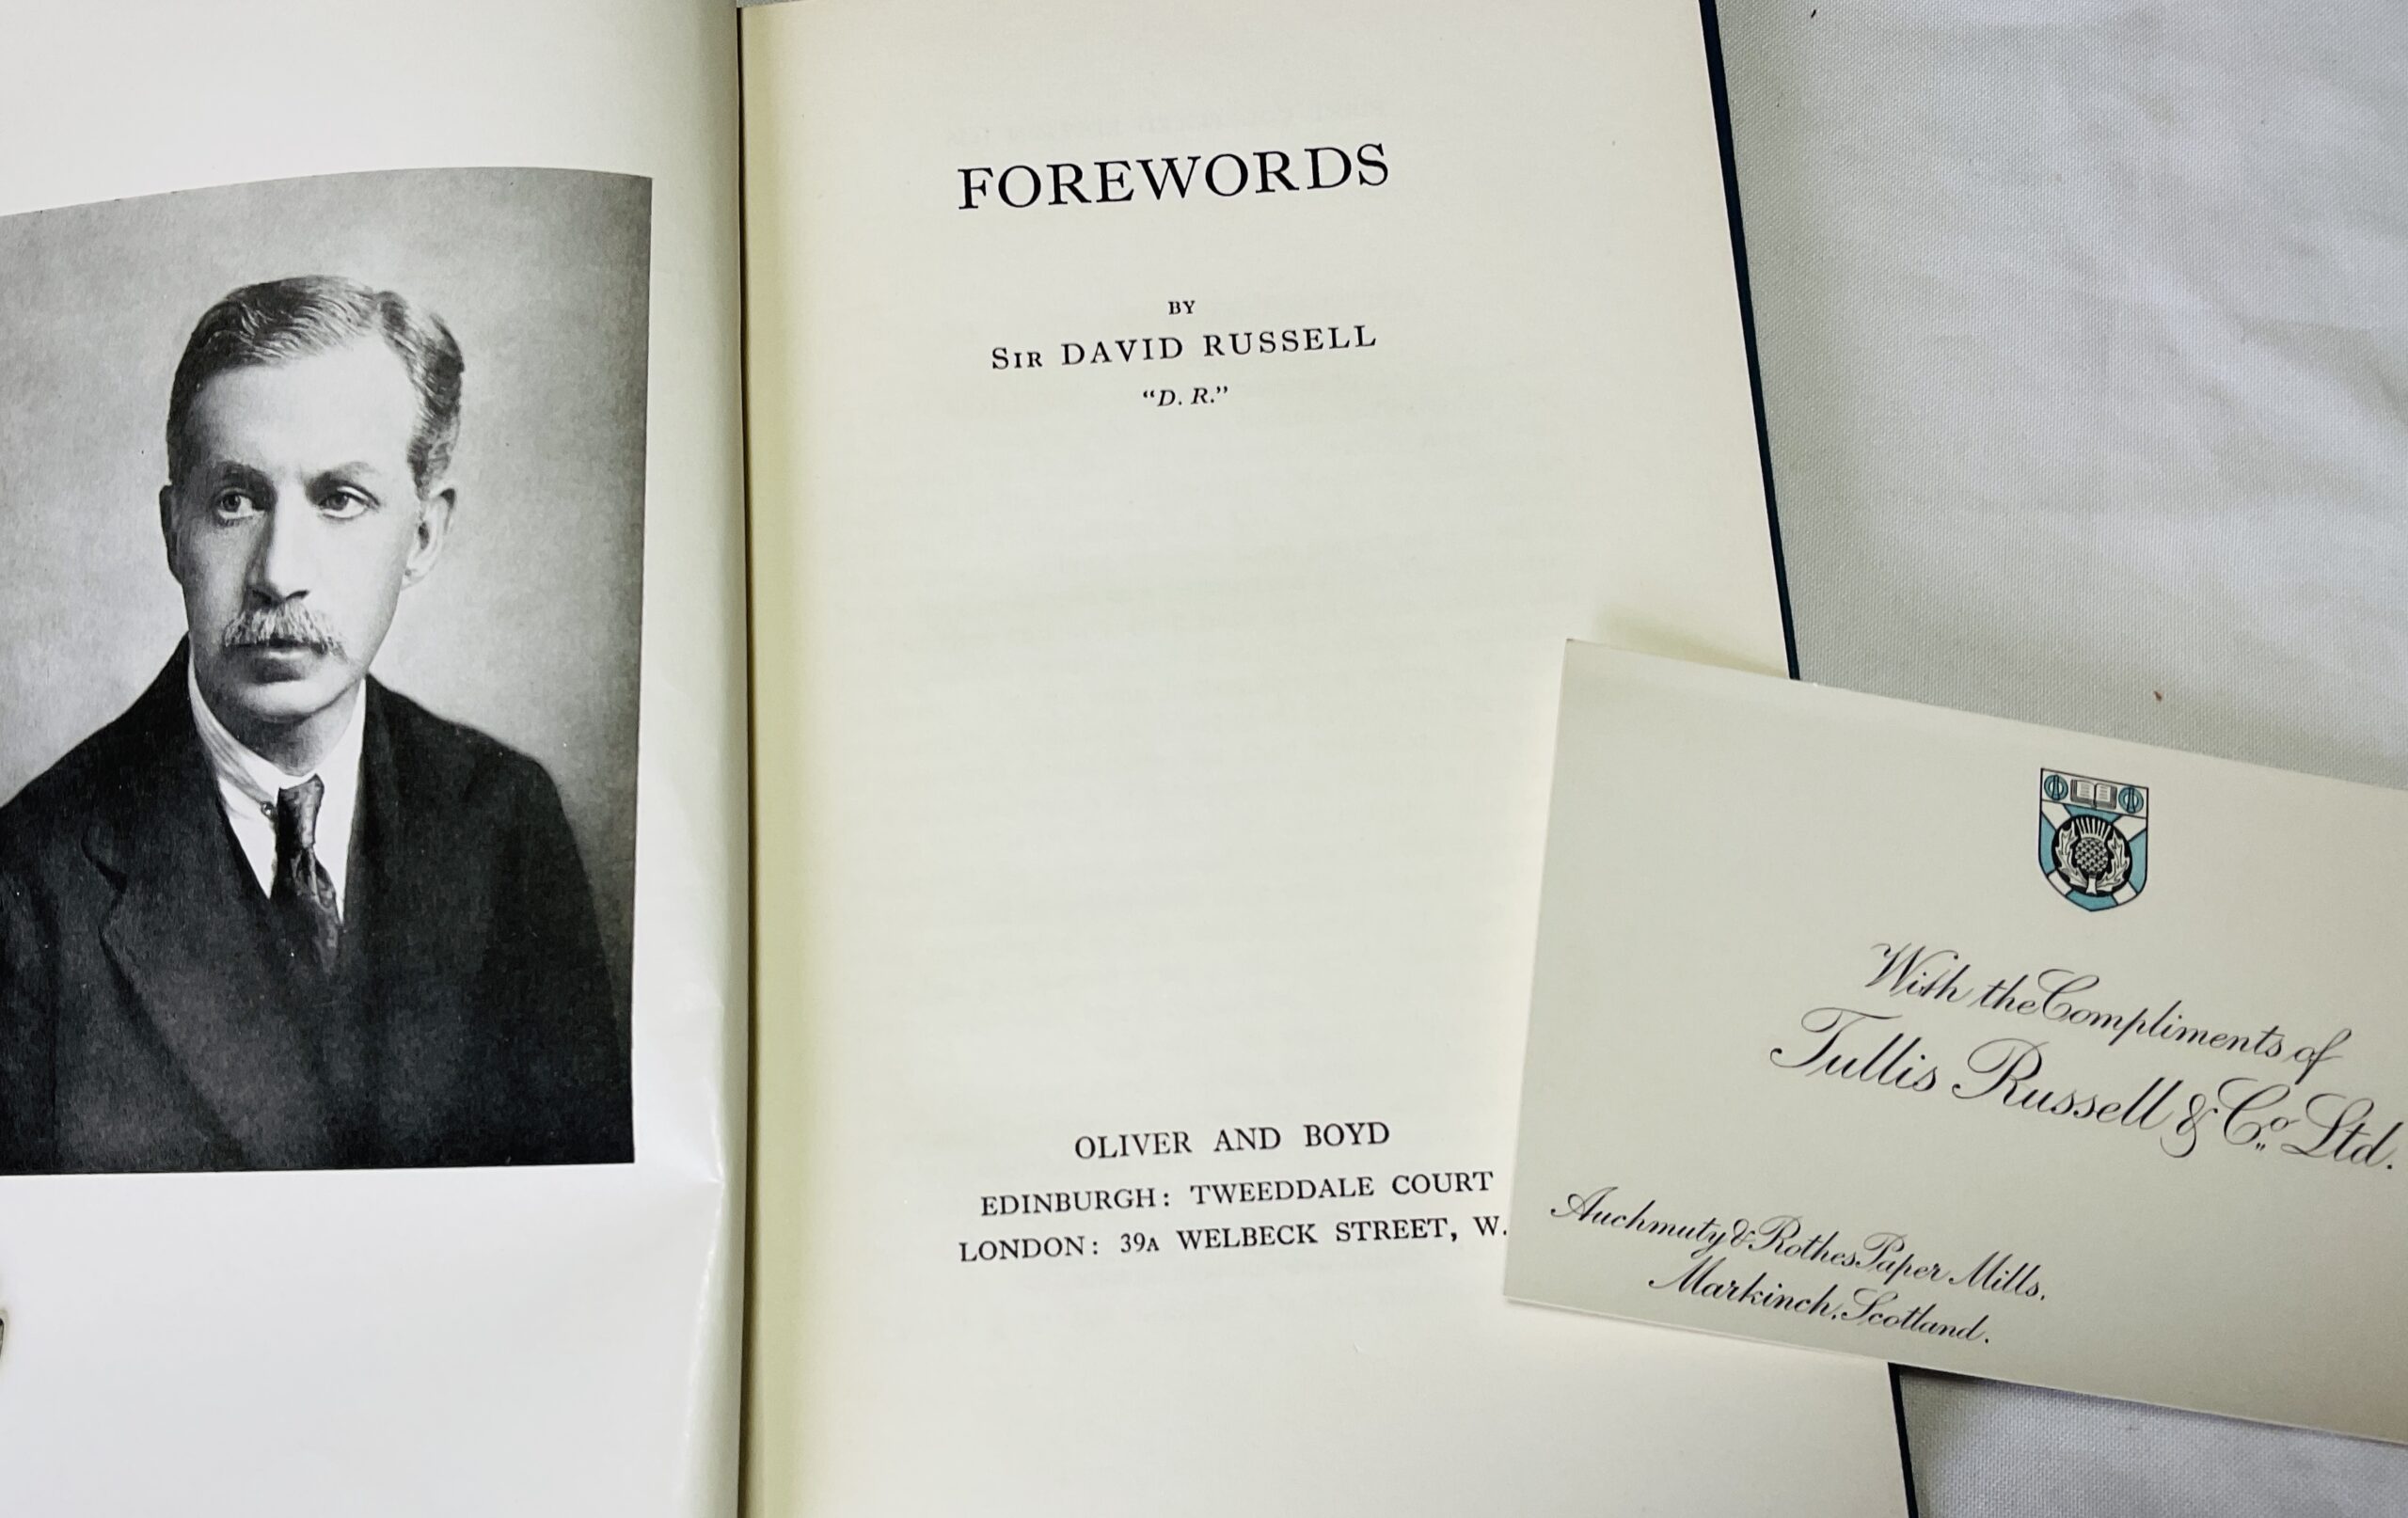 FOREWORDS
BY
SIR DAVID RUSSELL
“D. R.”
OLIVER AND BOYD
EDINBURGH: TWEEDDALE COURT
LONDON: 39A WELBECK STREET, W.
With the Compliments of
Tullis Russell & Co. Ltd.
Auchmuty & Rothes Paper Mills.
Markinch, Scotland.